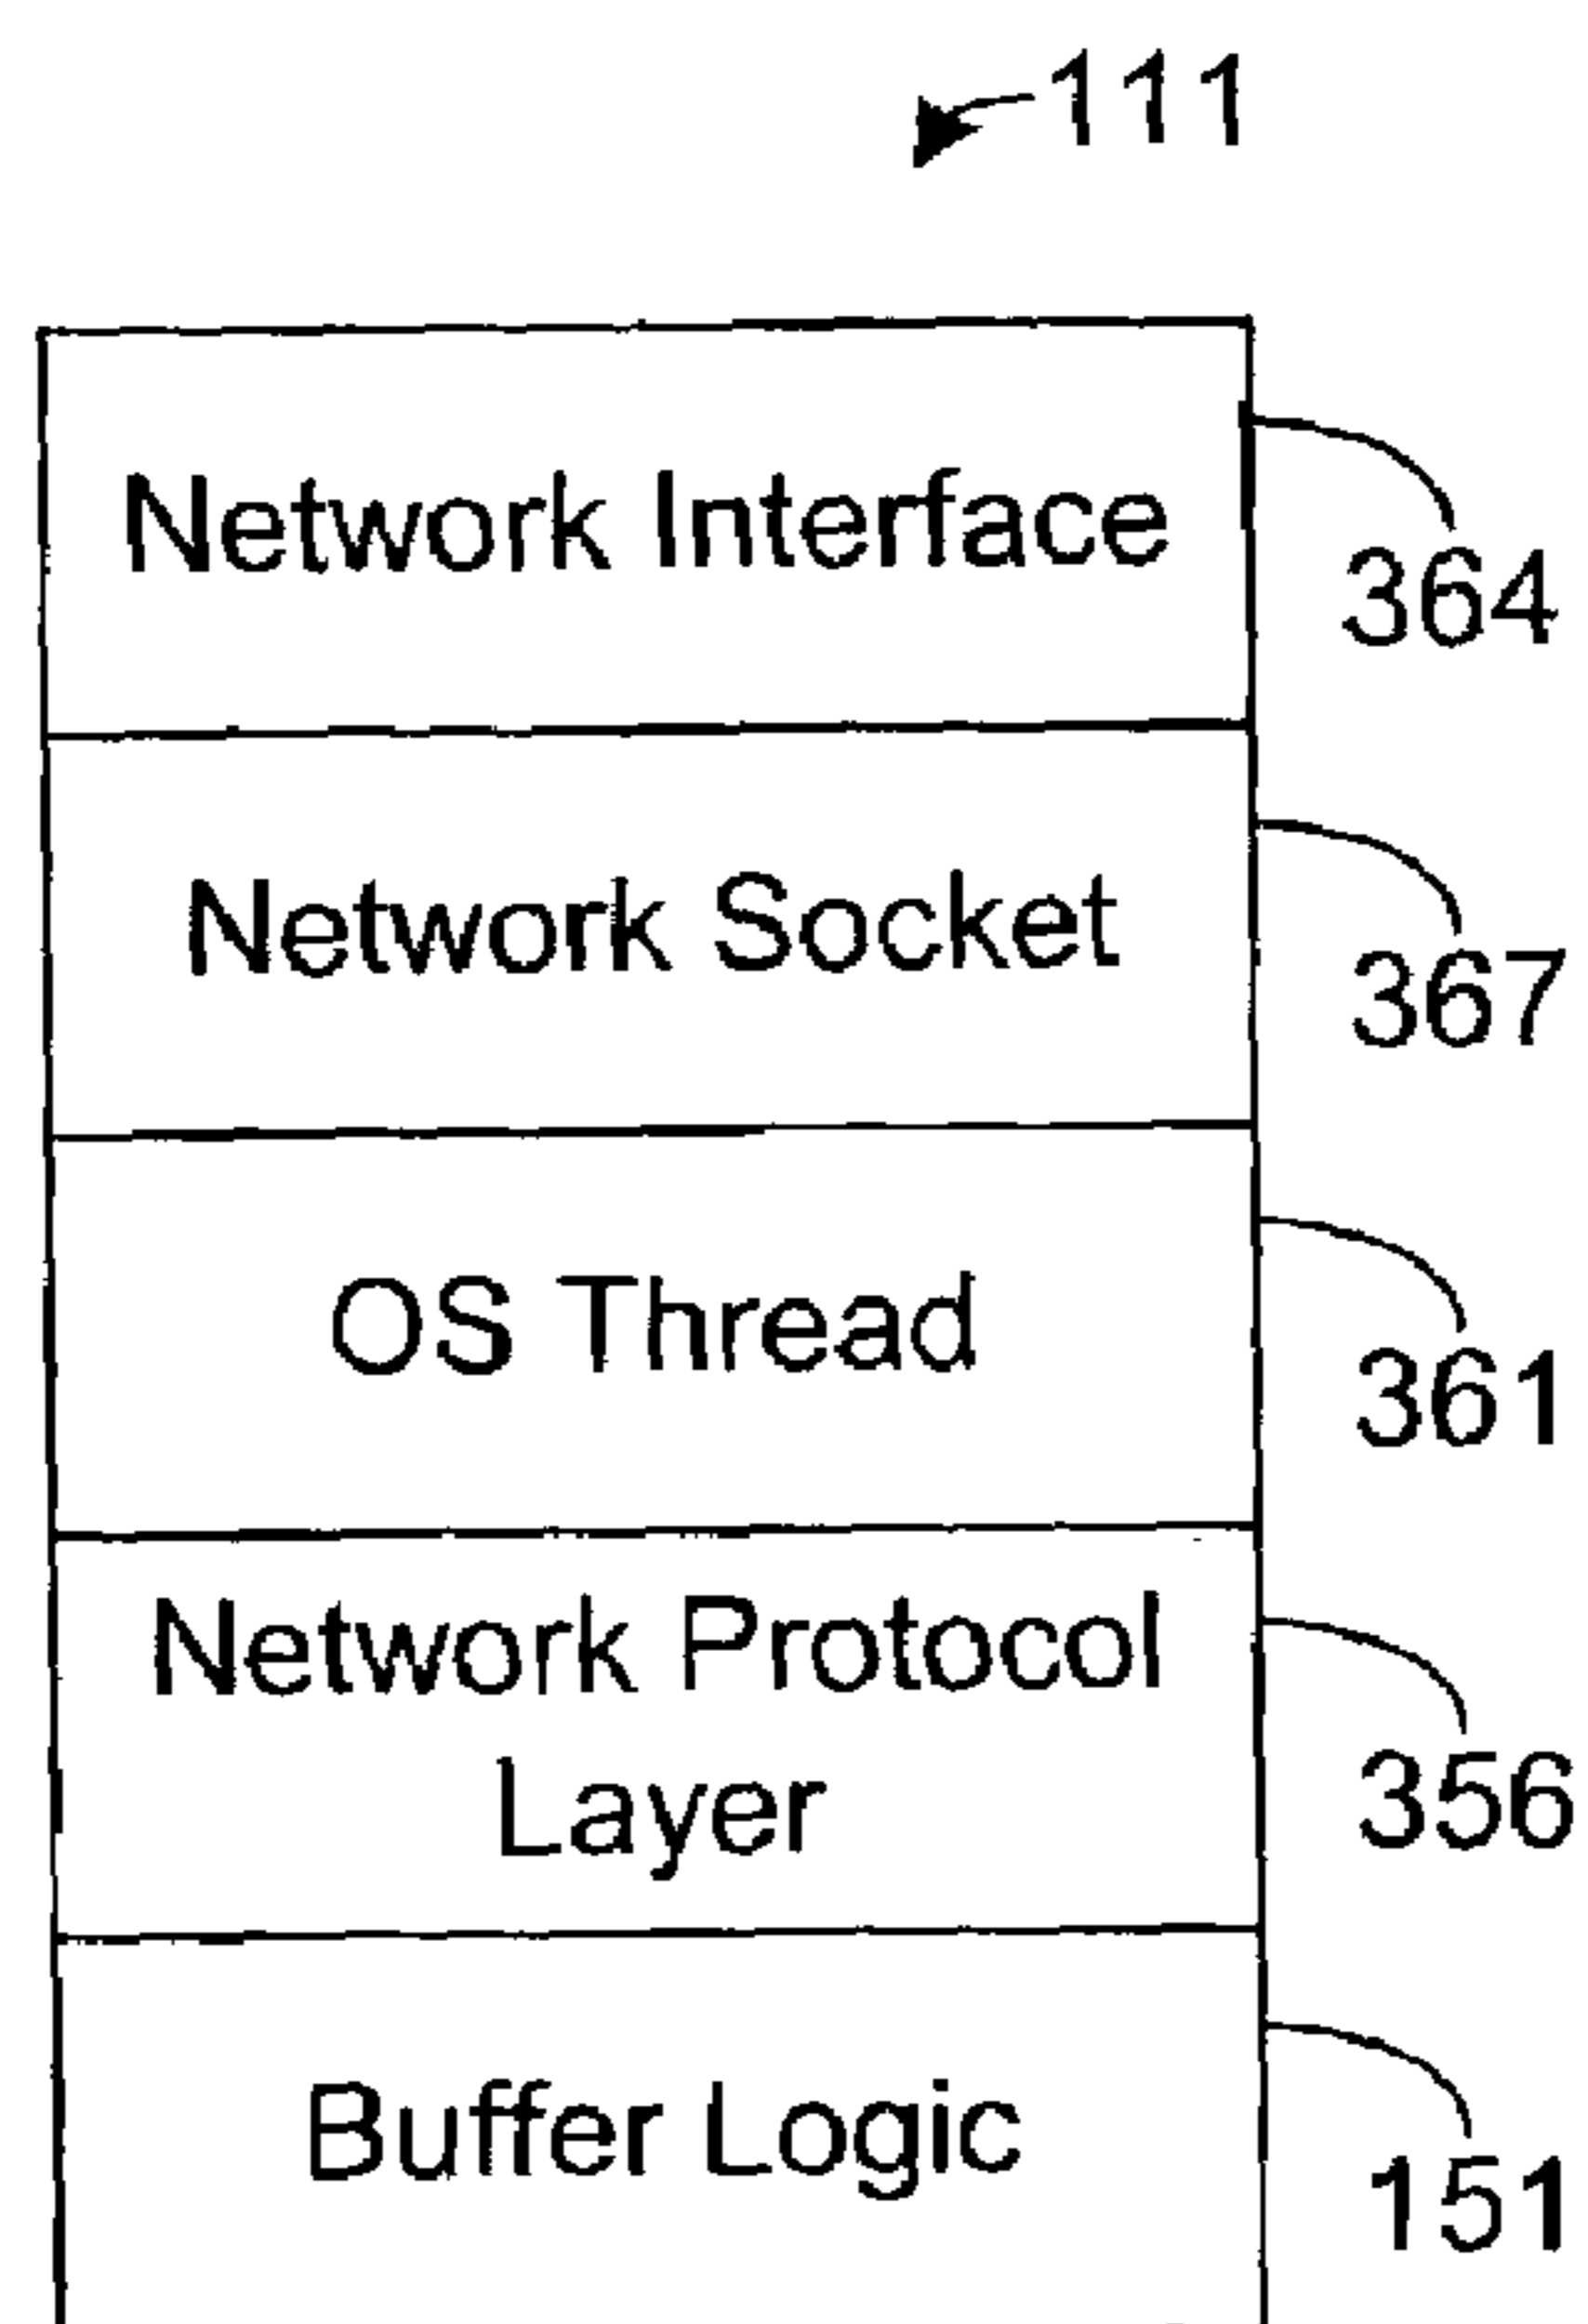 111
Network Interface
364
Network Socket
367
OS Thread
361
Network Protocol
Layer
356
Buffer Logic
151